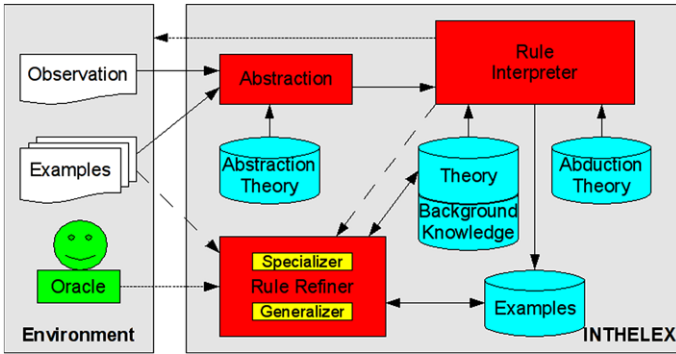 Observation
Examples
Oracle
Environment
Abstraction
Abstraction
Theory
Rule
Interpreter
Theory
Background
Knowledge
Abduction
Theory
Specializer
Rule Refiner
Generalizer
Examples
INTHELEX